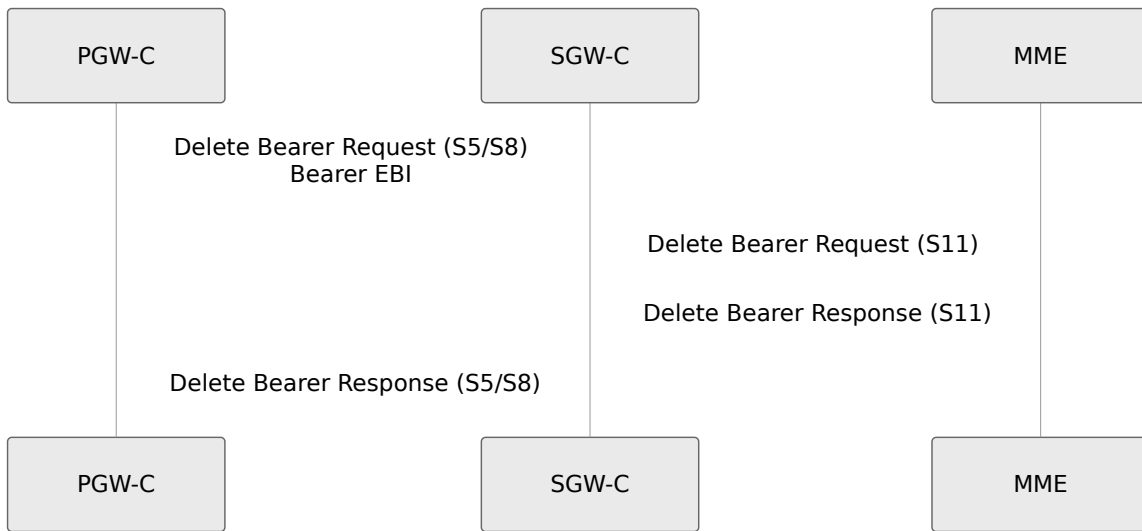 PGW-C
SGW-C
MME
Delete Bearer Request (S5/S8)
Bearer EBI
Delete Bearer Request (S11)
Delete Bearer Response (S11)
Delete Bearer Response (S5/S8)
PGW-C
SGW-C
MME